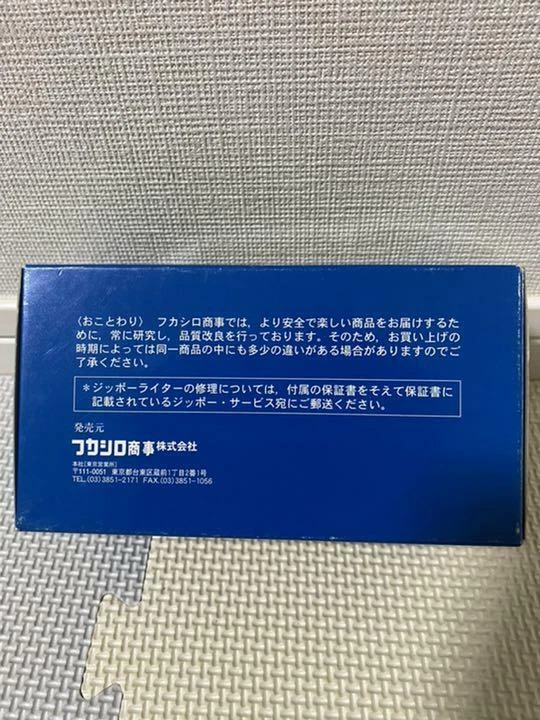 〈おことわり〉 フカシロ商事では，より安全で楽しい商品をお届けするた
めに，常に研究し，品質改良を行っております。そのため，お買い上げの
時期によっては同一商品の中にも多少の違いがある場合がありますのでご
了承ください。
＊ジッポーライターの修理については，付属の保証書をそえて保証書に
記載されているジッポー・サービス宛にご郵送ください。
発売元
フカシロ商事株式会社
本社［東京営業所］
〒111-0051 東京都台東区蔵前1丁目2番1号
TEL.(03)3851-2171 FAX.(03)3851-1056